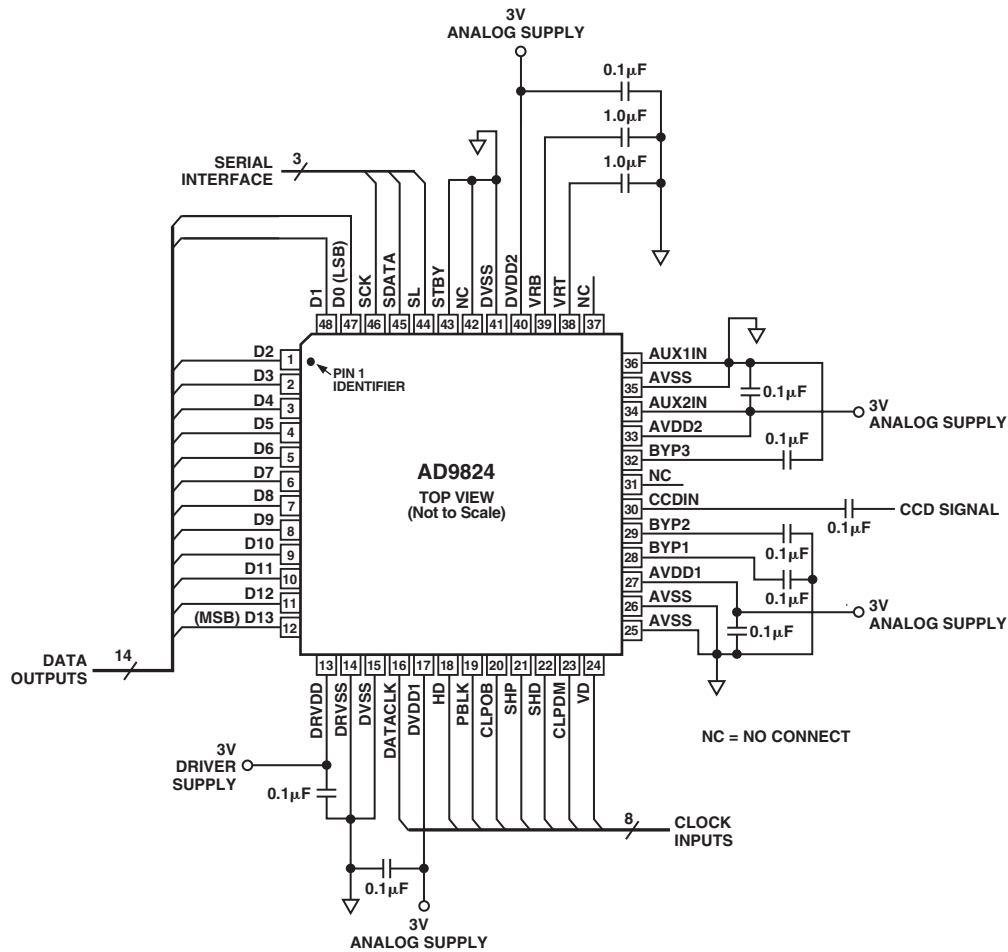 3V
ANALOG SUPPLY
0.1μF
1.0μF
1.0μF
SERIAL
INTERFACE
3
D1
D0 (LSB)
SCK
SDATA
SL
STBY
NC
DVSS
DVDD2
VRB
VRT
NC
48
47
46
45
44
43
42
41
40
39
38
37
D2
D3
D4
D5
D6
D7
D8
D9
D10
D11
D12
(MSB) D13
1
2
3
4
5
6
7
8
9
10
11
12
PIN 1
IDENTIFIER
AD9824
TOP VIEW
(Not to Scale)
36
35
34
33
32
31
30
29
28
27
26
25
AUX1IN
AVSS
AUX2IN
AVDD2
BYP3
NC
CCDIN
BYP2
BYP1
AVDD1
AVSS
AVSS
0.1μF
3V
ANALOG SUPPLY
0.1μF
CCD SIGNAL
0.1μF
0.1μF
0.1μF
3V
ANALOG SUPPLY
0.1μF
DATA
OUTPUTS
14
13
14
15
16
17
18
19
20
21
22
23
24
DRVDD
DRVSS
DVSS
DATACLK
DVDD1
HD
PBLK
CLPOB
SHP
SHD
CLPDM
VD
NC = NO CONNECT
3V
DRIVER
SUPPLY
0.1μF
8
CLOCK
INPUTS
0.1μF
3V
ANALOG SUPPLY